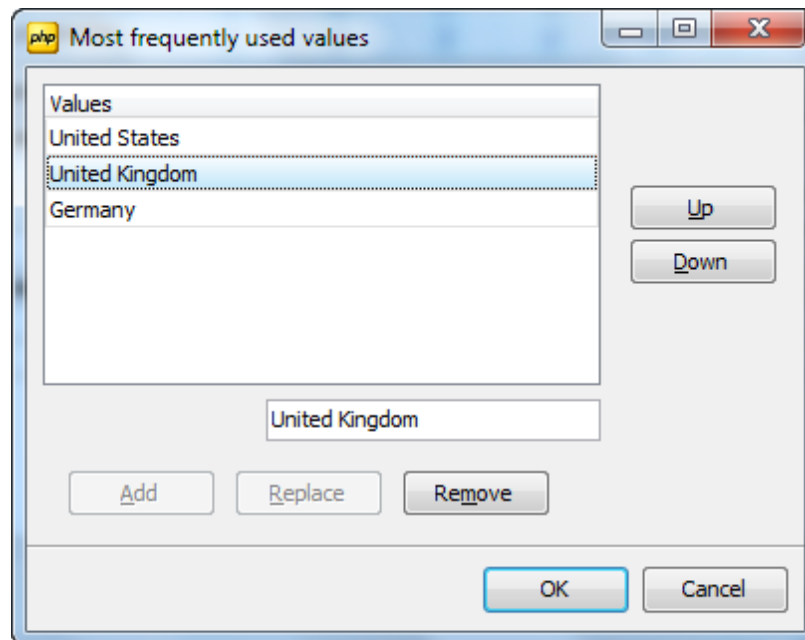 php Most frequently used values
Values
United States
United Kingdom
Germany
Up
Down
United Kingdom
Add Replace Remove
OK Cancel